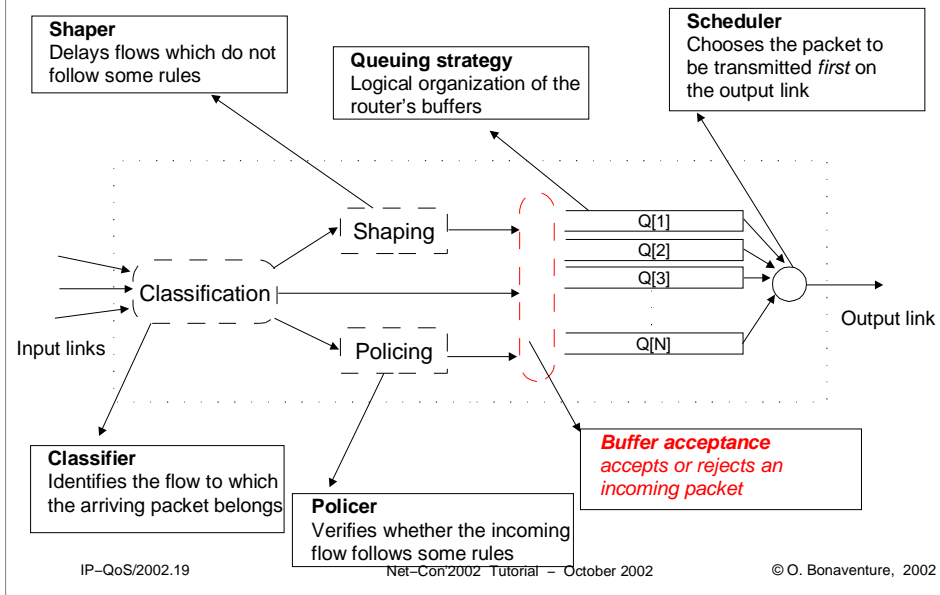 Shaper
Delays flows which do not
follow some rules
Queuing strategy
Logical organization of the
router's buffers
Scheduler
Chooses the packet to
be transmitted first on
the output link
Shaping
Classification
Policing
Input links
Q[1]
Q[2]
Q[3]
Q[N]
Output link
Classifier
Identifies the flow to which
the arriving packet belongs
Policer
Verifies whether the incoming
flow follows some rules
Buffer acceptance
accepts or rejects an
incoming packet
IP−QoS/2002.19
Net−Con'2002 Tutorial − October 2002
© O. Bonaventure, 2002